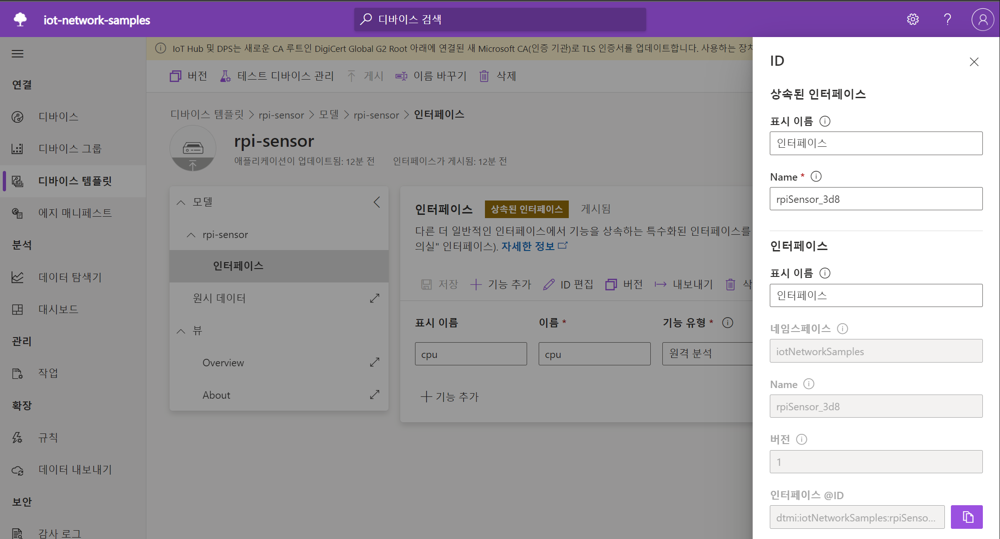 iot-network-samples
디바이스 검색
연결
디바이스
디바이스 그룹
디바이스 템플릿
에지 매니페스트
분석
데이터 탐색기
대시보드
관리
작업
확장
규칙
데이터 내보내기
보안
감사 로그
IoT Hub 및 DPS는 새로운 CA 루트인 DigiCert Global G2 Root 아래에 연결된 새 Microsoft CA(인증 기관)로 TLS 인증서를 업데이트합니다. 사용하는 장치
버전 테스트 디바이스 관리 게시 이름 바꾸기 삭제
디바이스 템플릿 > rpi-sensor > 모델 > rpi-sensor > 인터페이스
rpi-sensor
애플리케이션이 업데이트됨: 12분 전 인터페이스가 게시됨: 12분 전
모델
rpi-sensor
인터페이스
원시 데이터
뷰
Overview
About
인터페이스 상속된 인터페이스 게시됨
다른 더 일반적인 인터페이스에서 기능을 상속하는 특수화된 인터페이스를
의실" 인터페이스). 자세한 정보
저장 기능 추가 ID 편집 버전 내보내기 삭
표시 이름 이름 * 기능 유형 *
cpu cpu 원격 분석
기능 추가
ID
상속된 인터페이스
표시 이름
인터페이스
Name *
rpiSensor_3d8
인터페이스
표시 이름
인터페이스
네임스페이스
iotNetworkSamples
Name
rpiSensor_3d8
버전
1
인터페이스 @ID
dtmi:iotNetworkSamples:rpiSenso...